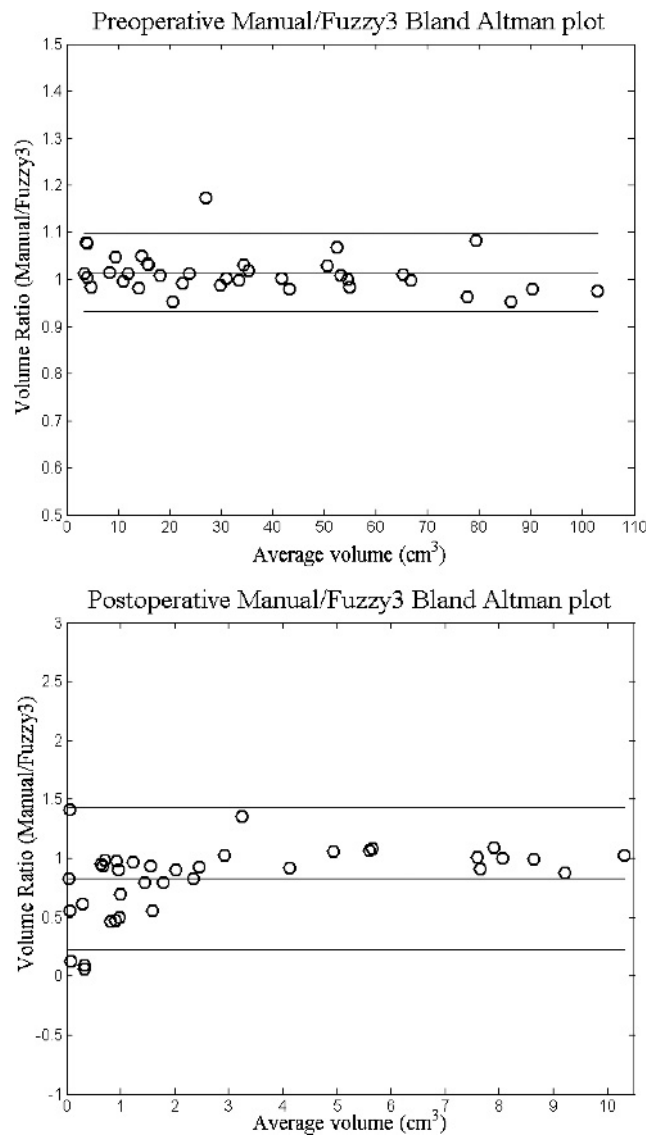 Preoperative Manual/Fuzzy3 Bland Altman plot
1.5
1.4
1.3
1.2
1.1
1
0.9
0.8
0.7
0.6
0.5
Volume Ratio (Manual/Fuzzy3)
0 10 20 30 40 50 60 70 80 90 100 110
Average volume (cm³)
Postoperative Manual/Fuzzy3 Bland Altman plot
3
2.5
2
1.5
1
0.5
0
-0.5
-1
Volume Ratio (Manual/Fuzzy3)
0 1 2 3 4 5 6 7 8 9 10
Average volume (cm³)